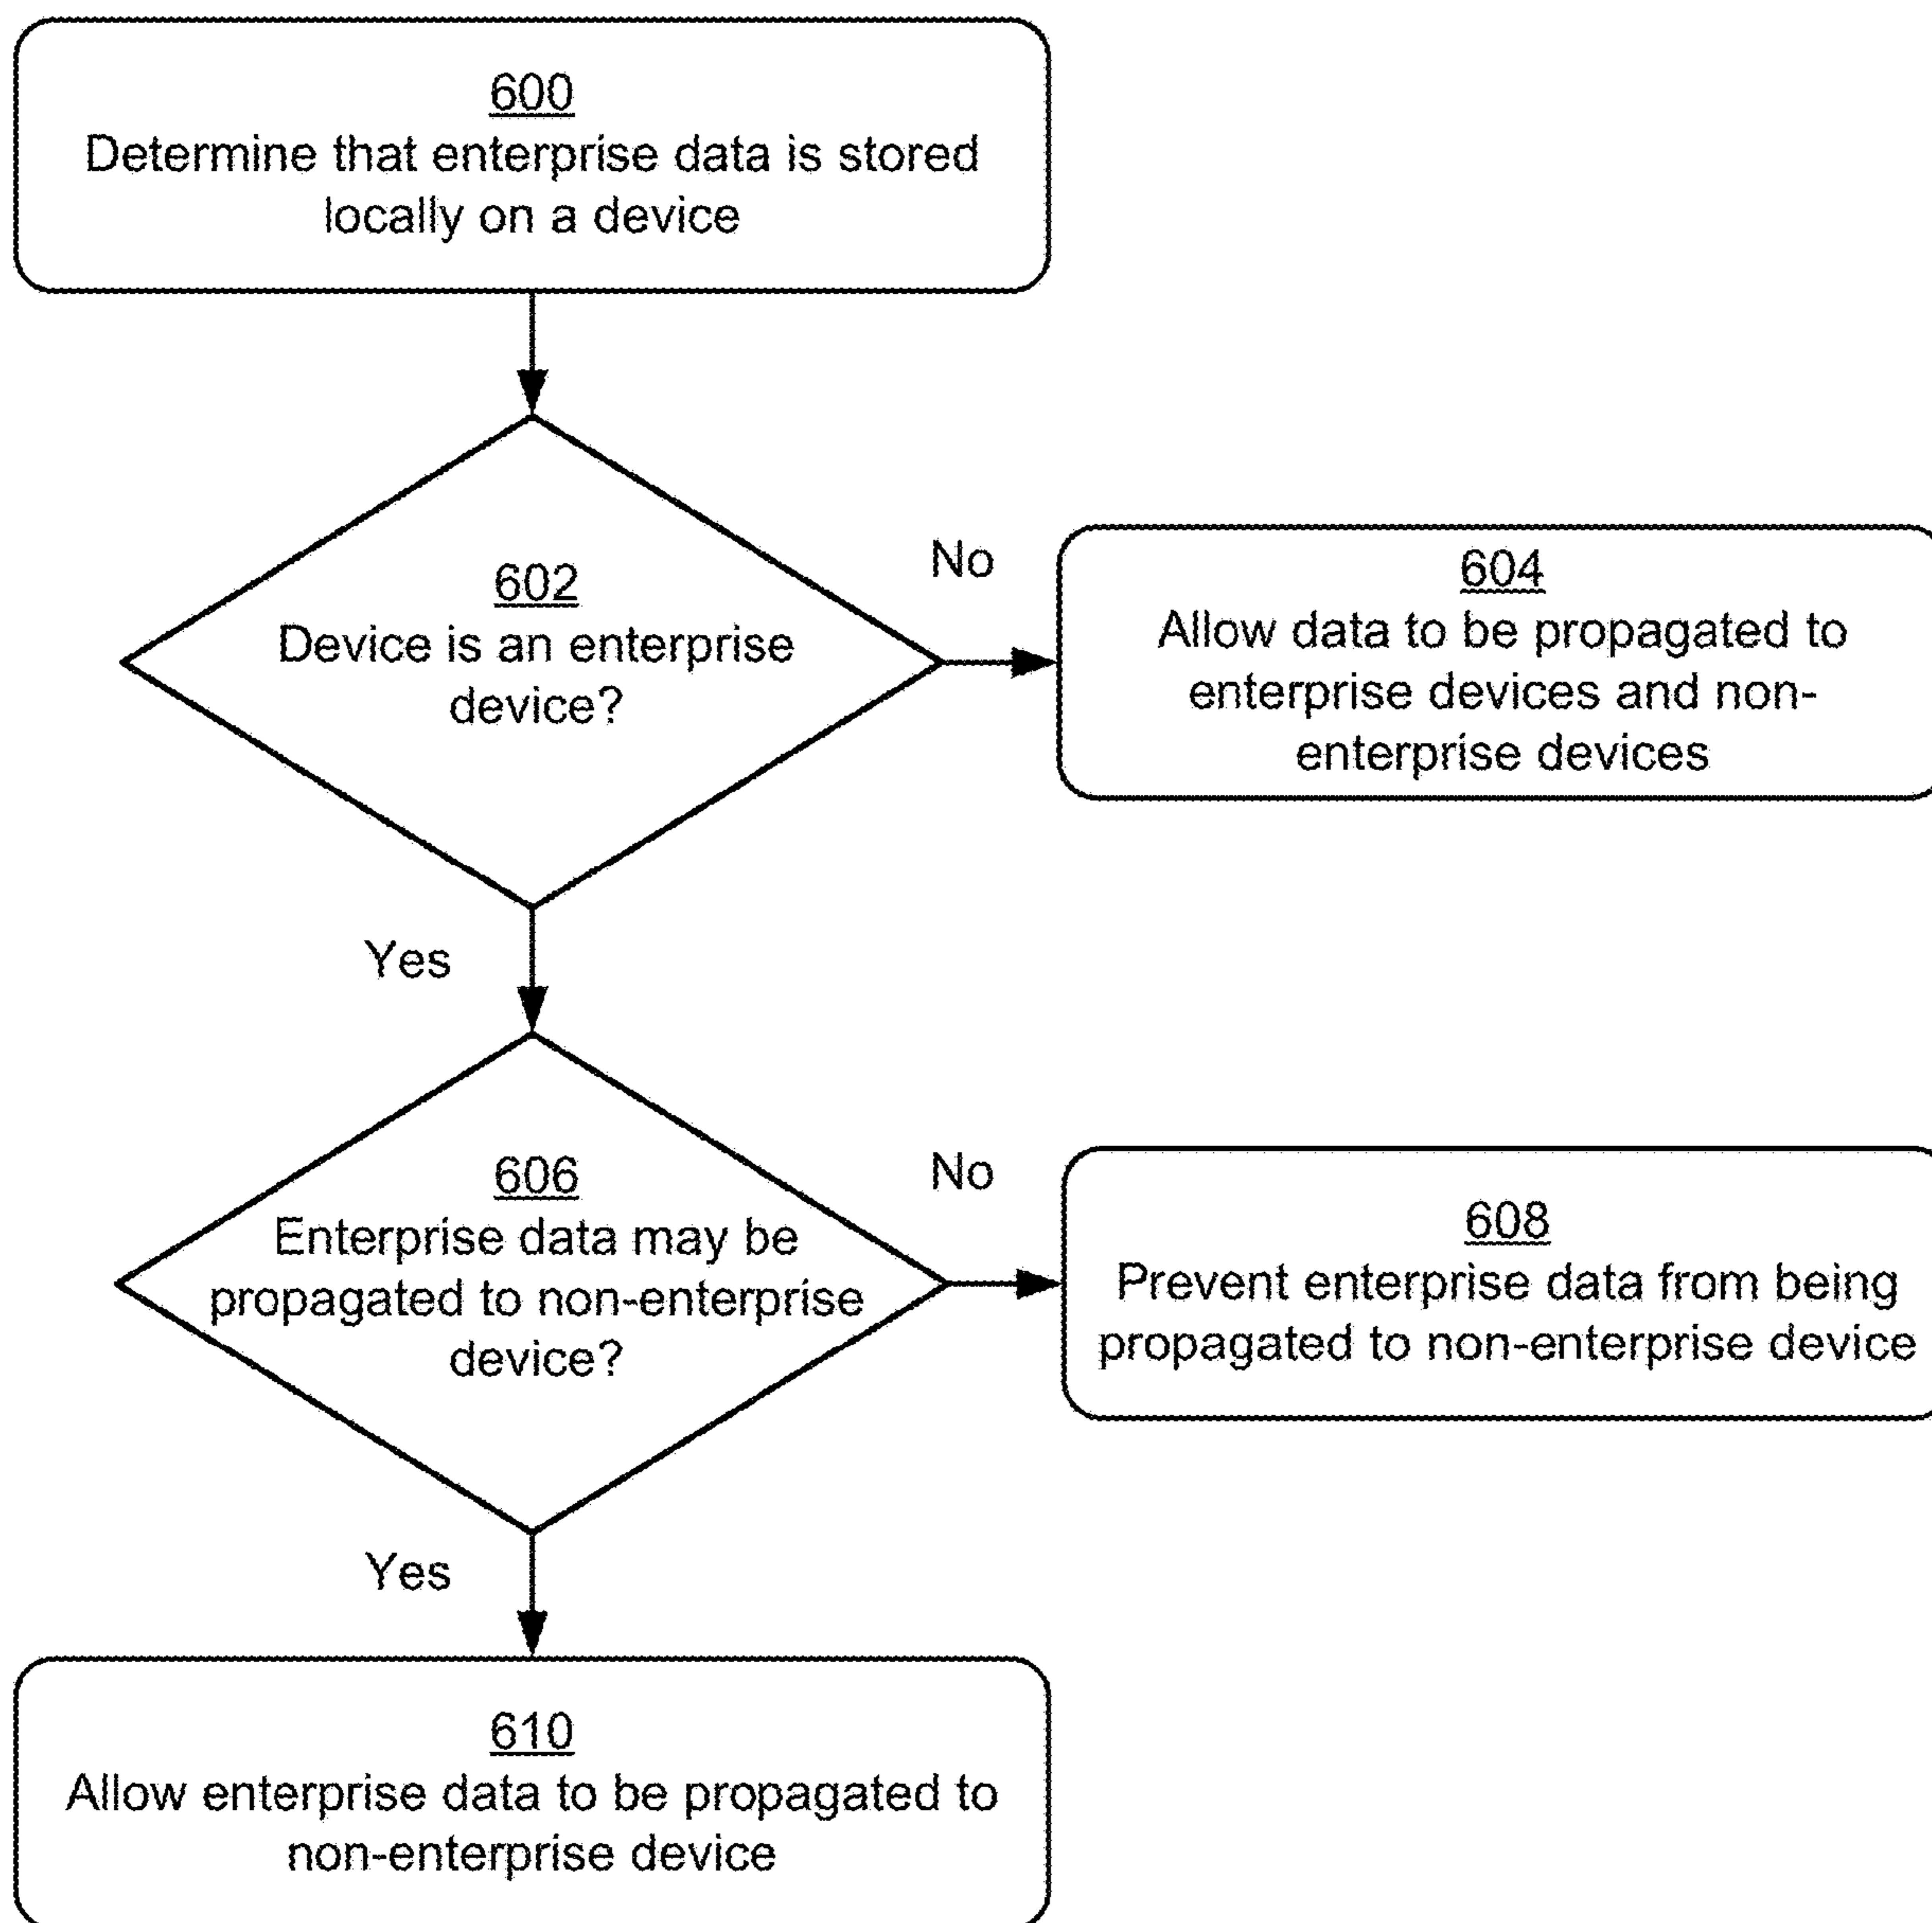 600
Determine that enterprise data is stored
locally on a device
602
Device is an enterprise
device?
No
604
Allow data to be propagated to
enterprise devices and non-
enterprise devices
Yes
606
Enterprise data may be
propagated to non-enterprise
device?
No
608
Prevent enterprise data from being
propagated to non-enterprise device
Yes
610
Allow enterprise data to be propagated to
non-enterprise device